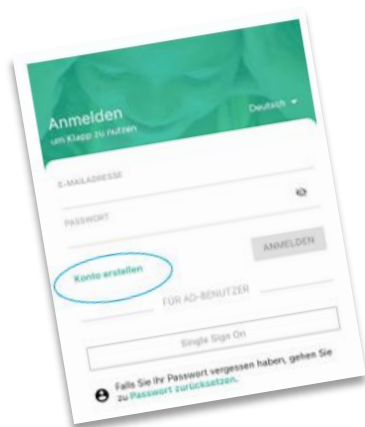 Anmelden
Deutsch
um Klapp zu nutzen
E-MAILADRESSE
PASSWORT
ANMELDEN
Konto erstellen
FÜR AD-BENUTZER
Single Sign On
Falls Sie Ihr Passwort vergessen haben, gehen Sie
zu Passwort zurücksetzen.